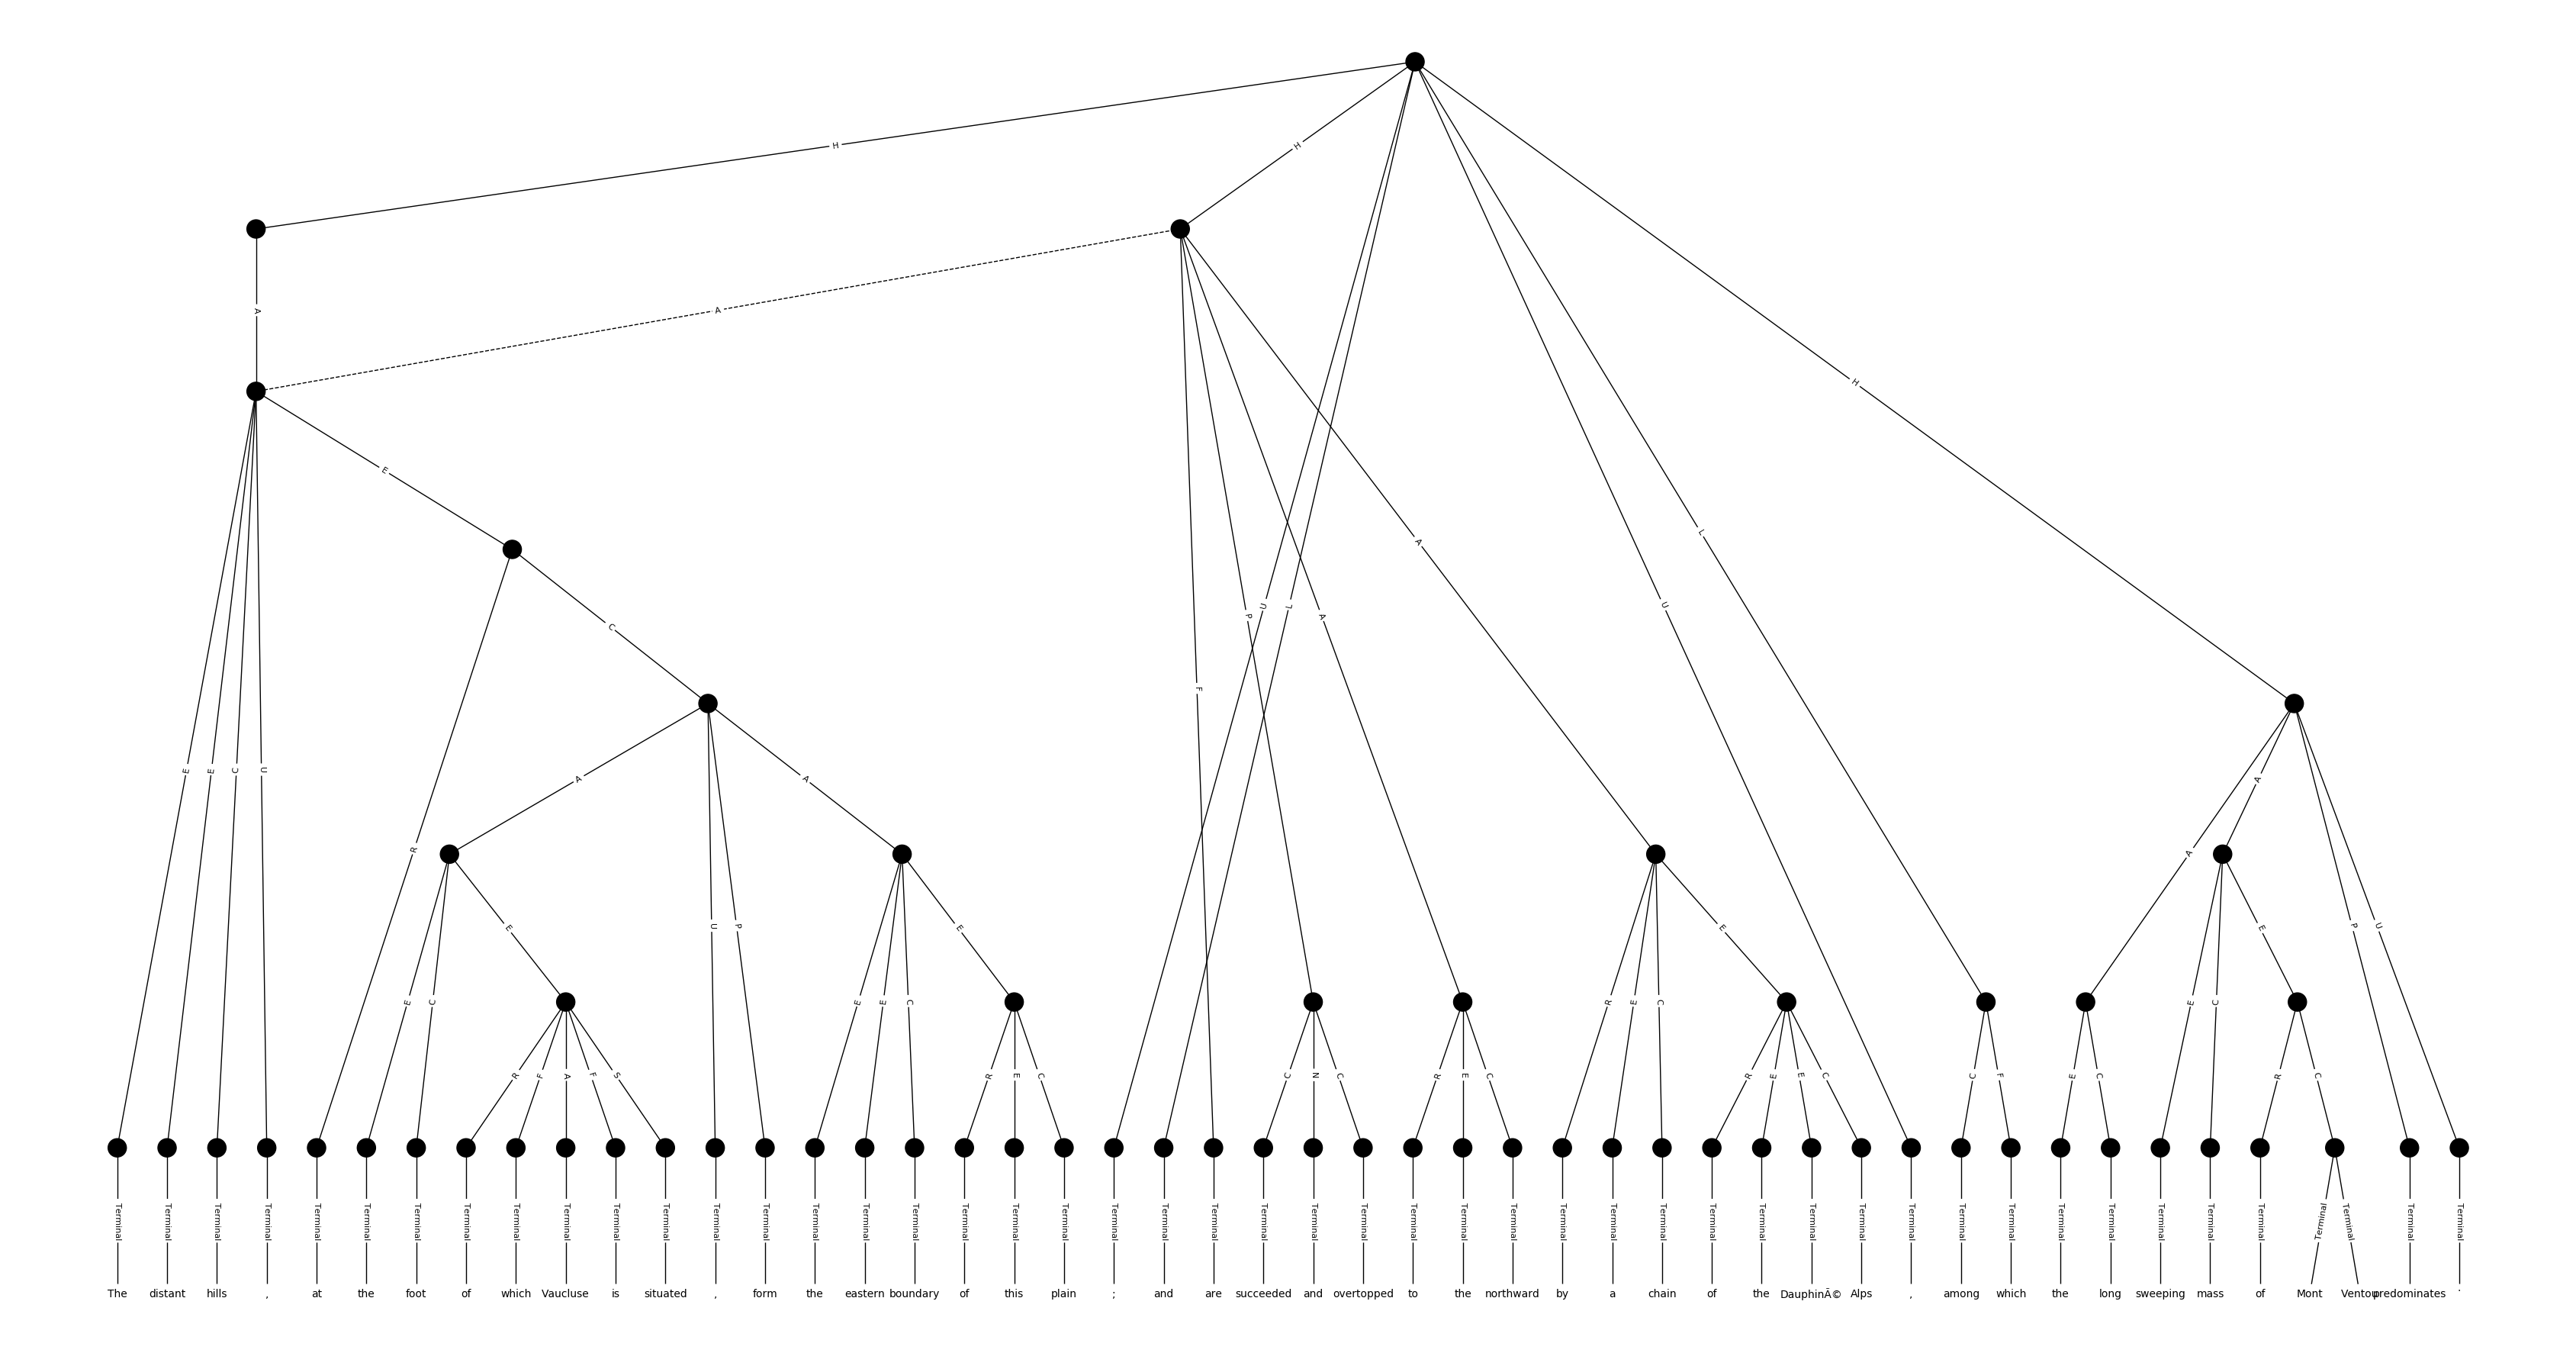 H H
A A
H
E
L
A
P U L A U
C
F
E E C U
A A A
R A
E U P E E P U
E C E E C R E C E C
R F A F S R E C C N C R E C R E E C C F E C R C
Terminal Terminal Terminal Terminal Terminal Terminal Terminal Terminal Terminal Terminal Terminal Terminal Terminal Terminal Terminal Terminal Terminal Terminal Terminal Terminal Terminal Terminal Terminal Terminal Terminal Terminal Terminal Terminal Terminal Terminal Terminal Terminal Terminal Terminal Terminal Terminal Terminal Terminal Terminal Terminal Terminal Terminal Terminal Terminal Terminal Terminal Terminal Terminal
The distant hills , at the foot of which Vaucluse is situated , form the eastern boundary of this plain ; and are succeeded and overtopped to the northward by a chain of the DauphinÃ© Alps , among which the long sweeping mass of Mont predominates .